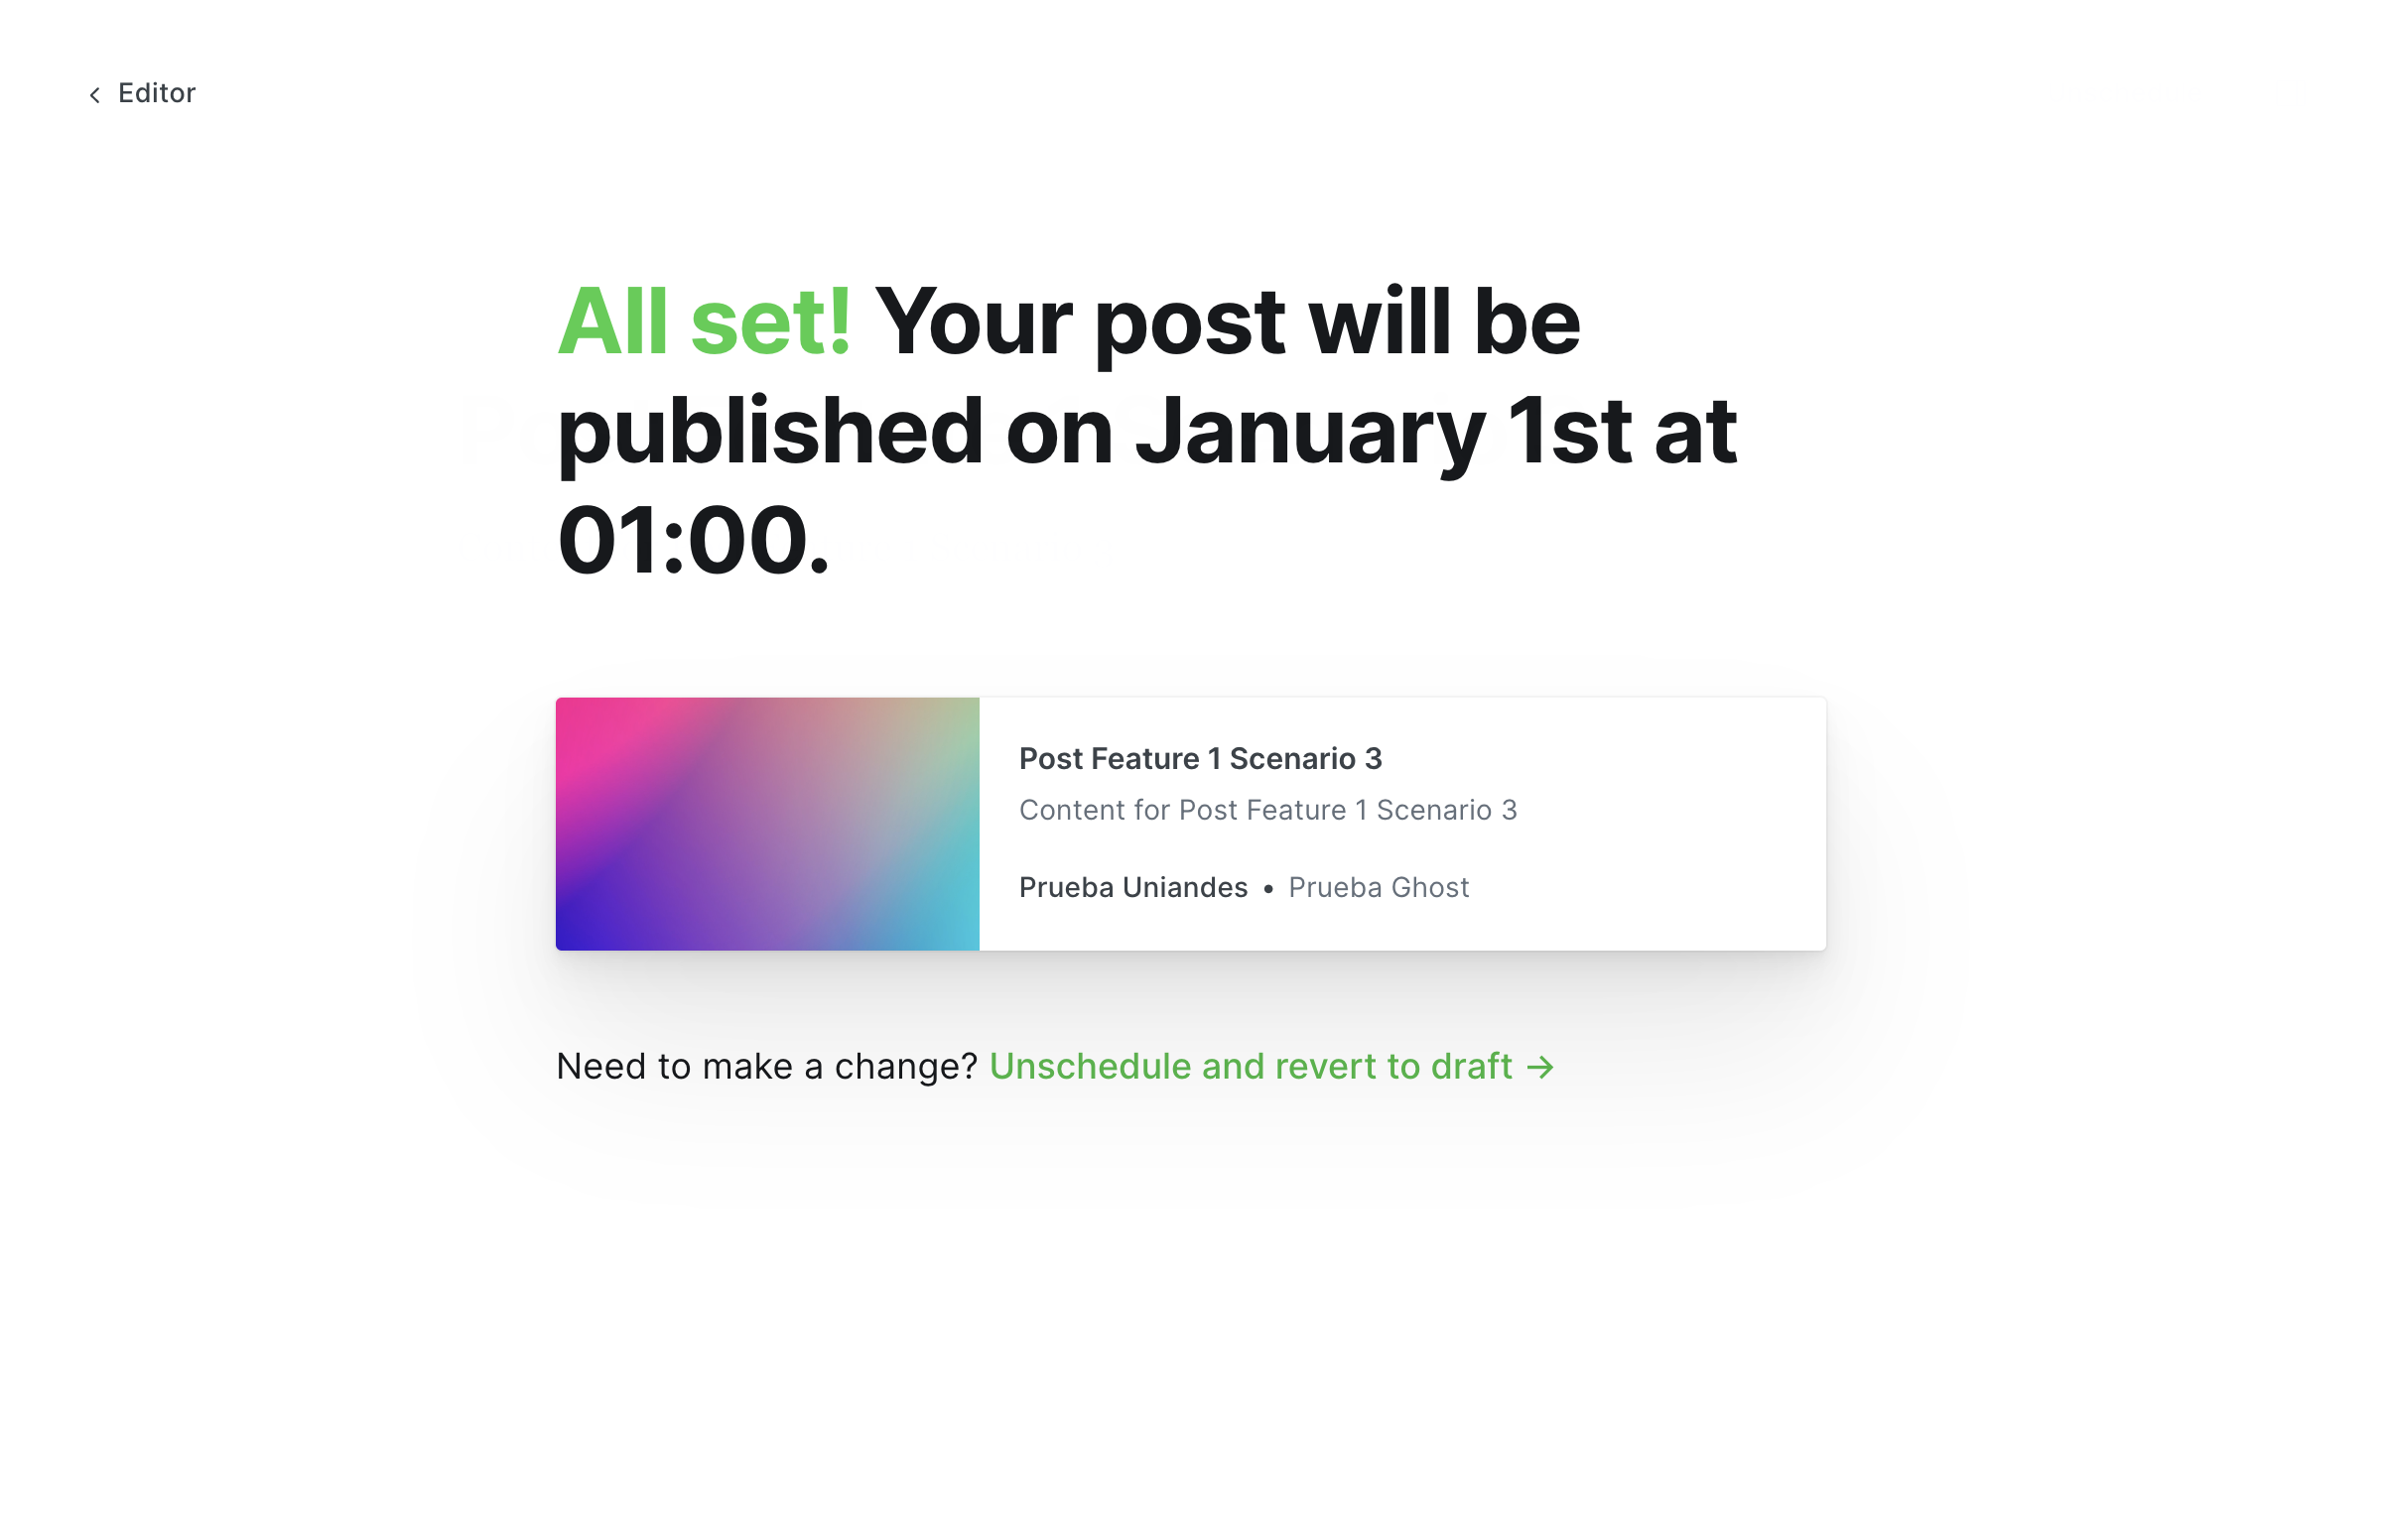 Editor
All set! Your post will be
published on January 1st at
01:00.
Post Feature 1 Scenario 3
Content for Post Feature 1 Scenario 3
Prueba Uniandes • Prueba Ghost
Need to make a change? Unschedule and revert to draft →